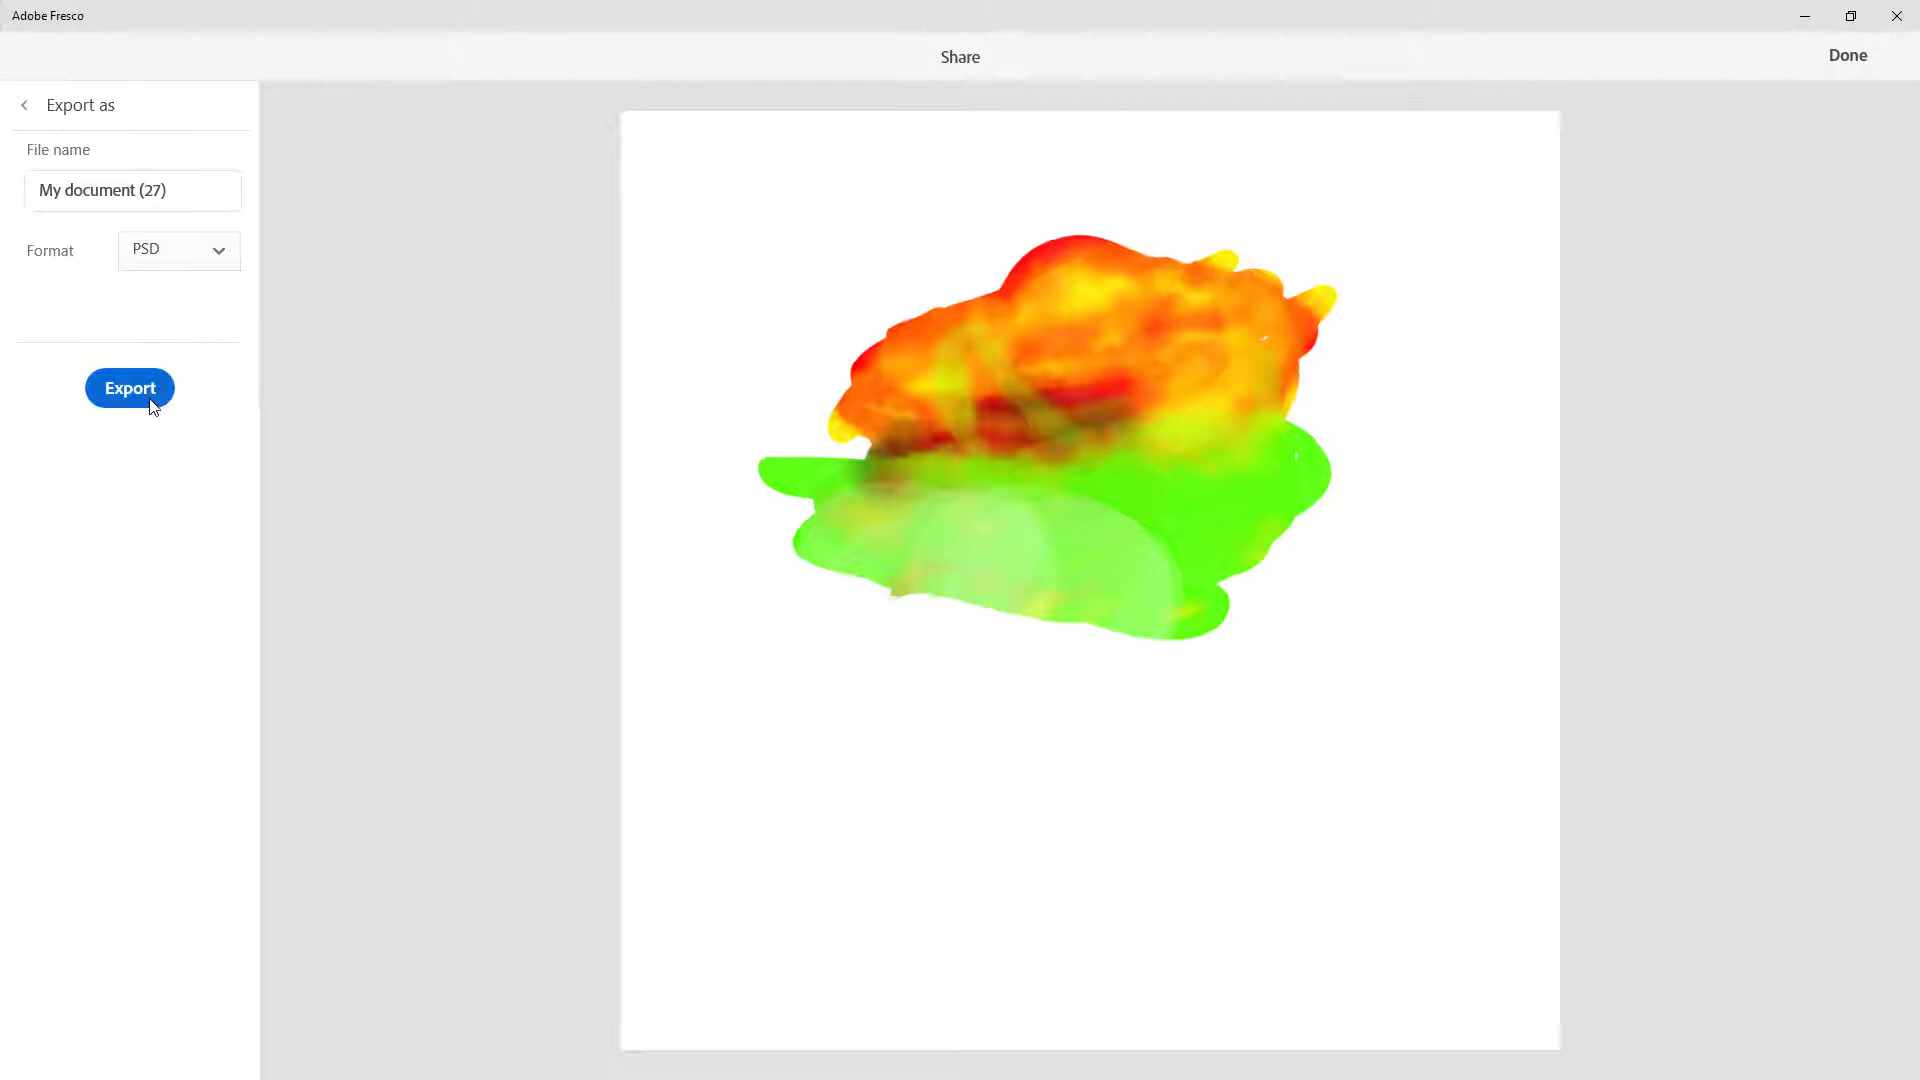 Adobe Fresco
Share
Done
Export as
File name
My document (27)
Format
PSD
Export